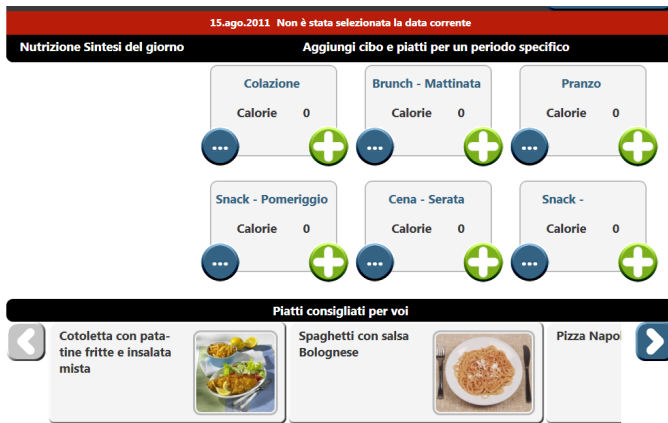 15.ago.2011 Non è stata selezionata la data corrente
Nutrizione Sintesi del giorno Aggiungi cibo e piatti per un periodo specifico
Colazione Brunch - Mattinata Pranzo
Calorie 0 Calorie 0 Calorie 0
Snack - Pomeriggio Cena - Serata Snack -
Calorie 0 Calorie 0 Calorie 0
Piatti consigliati per voi
Cotoletta con pata-
tine fritte e insalata
mista
Spaghetti con salsa
Bolognese
Pizza Napol